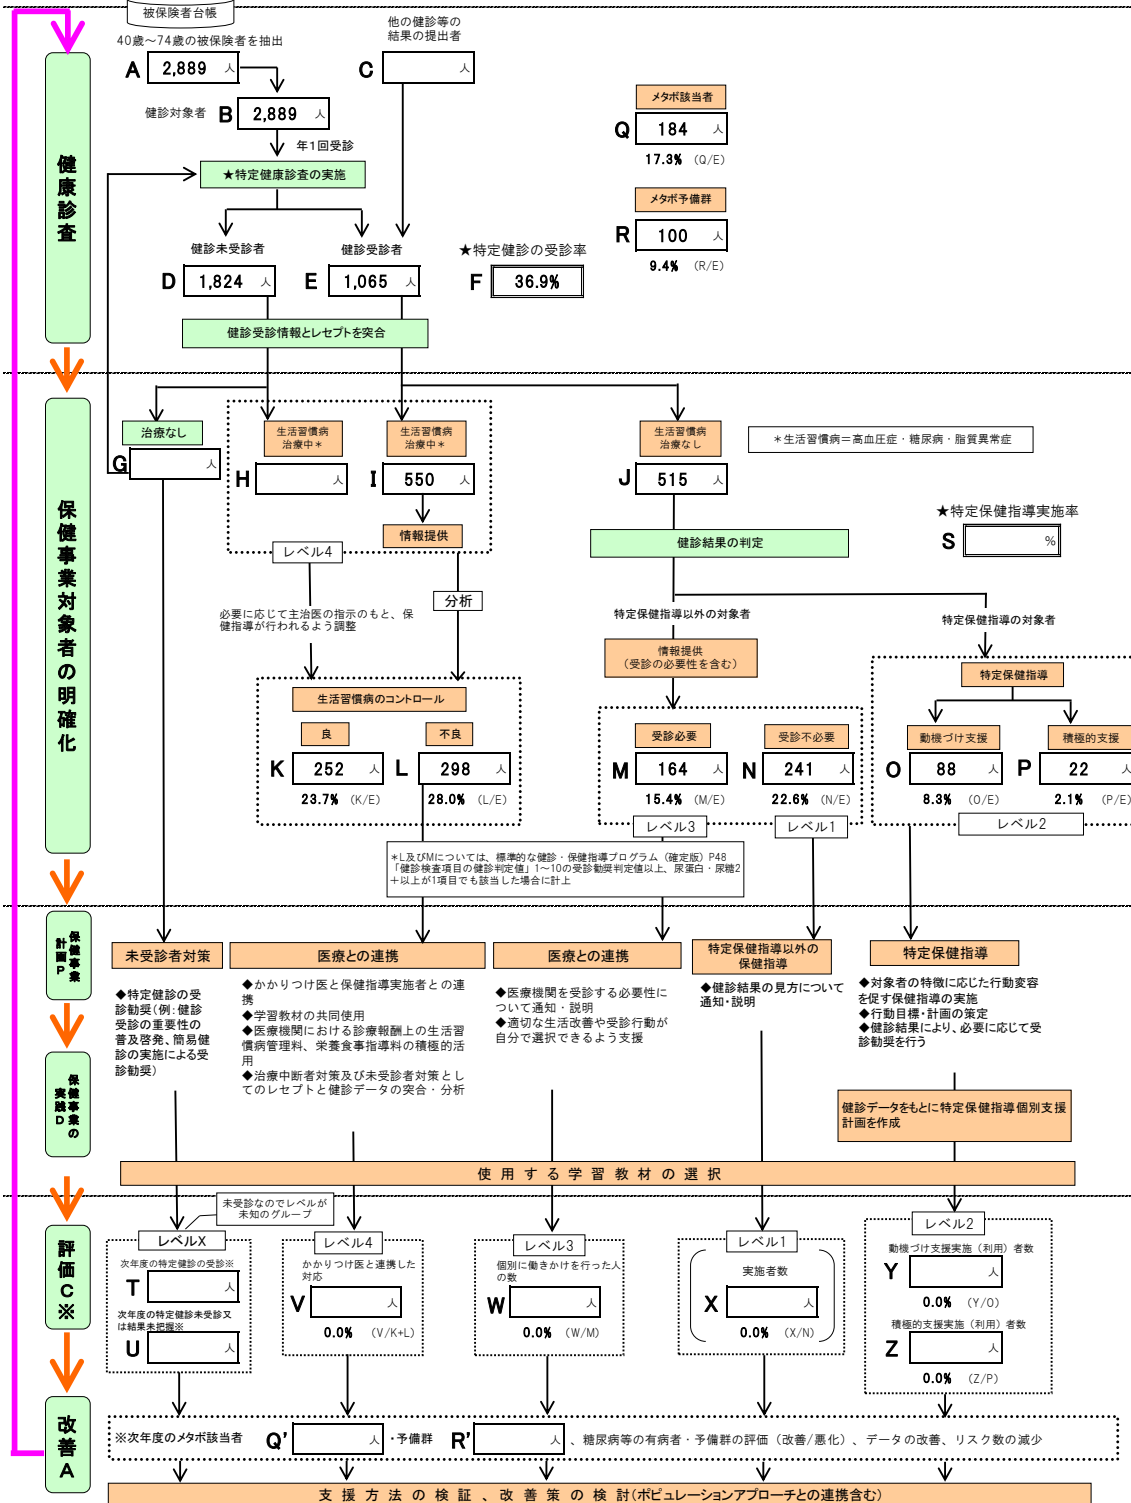 被保険者台帳
40歳～74歳の被保険者を抽出
A 2,889 人
他の健診等の
結果の提出者
C 人
健診対象者 B 2,889 人
年1回受診
★特定健康診査の実施
メタボ該当者
Q 184 人
17.3% (Q/E)
メタボ予備群
R 100 人
9.4% (R/E)
健診未受診者
D 1,824 人
健診受診者
E 1,065 人
★特定健診の受診率
F 36.9%
健診受診情報とレセプトを突合
健康診査
治療なし
G 人
生活習慣病
治療中＊
H 人
生活習慣病
治療中＊
I 550 人
情報提供
レベル4
生活習慣病
治療なし
J 515 人
＊生活習慣病＝高血圧症・糖尿病・脂質異常症
★特定保健指導実施率
S %
健診結果の判定
分析
必要に応じて主治医の指示のもと、保
健指導が行われるよう調整
特定保健指導以外の対象者
特定保健指導の対象者
情報提供
（受診の必要性を含む）
特定保健指導
生活習慣病のコントロール
良
K 252 人
23.7% (K/E)
不良
L 298 人
28.0% (L/E)
受診必要
M 164 人
15.4% (M/E)
受診不必要
N 241 人
22.6% (N/E)
動機づけ支援
O 88 人
8.3% (O/E)
積極的支援
P 22 人
2.1% (P/E)
レベル3
レベル1
レベル2
＊L及びMについては、標準的な健診・保健指導プログラム（確定版）P48
「健診検査項目の健診判定値」1～10の受診勧奨判定値以上、尿蛋白・尿糖2
＋以上が1項目でも該当した場合に計上
保健事業対象者の明確化
保健事業
計画P
未受診者対策
医療との連携
医療との連携
特定保健指導以外の
保健指導
特定保健指導
◆特定健診の受
診勧奨（例：健診
受診の重要性の
普及啓発、簡易健
診の実施による受
診勧奨）
◆かかりつけ医と保健指導実施者との連
携
◆学習教材の共同使用
◆医療機関における診療報酬上の生活習
慣病管理料、栄養食事指導料の積極的活
用
◆治療中断者対策及び未受診者対策とし
てのレセプトと健診データの突合・分析
◆医療機関を受診する必要性に
ついて通知・説明
◆適切な生活改善や受診行動が
自分で選択できるよう支援
◆健診結果の見方について
通知・説明
◆対象者の特徴に応じた行動変容
を促す保健指導の実施
◆行動目標・計画の策定
◆健診結果により、必要に応じて受
診勧奨を行う
保健事業の
実践D
健診データをもとに特定保健指導個別支援
計画を作成
使用する学習教材の選択
未受診なのでレベルが
未知のグループ
レベルX
次年度の特定健診の受診※
T 人
次年度の特定健診未受診又
は結果未把握※
U 人
レベル4
かかりつけ医と連携した
対応
V 人
0.0% (V/K+L)
レベル3
個別に働きかけを行った人
の数
W 人
0.0% (W/M)
レベル1
実施者数
X 人
0.0% (X/N)
レベル2
動機づけ支援実施（利用）者数
Y 人
0.0% (Y/O)
積極的支援実施（利用）者数
Z 人
0.0% (Z/P)
評価C※
改善A
※次年度のメタボ該当者 Q' 人 ・予備群 R' 人 、糖尿病等の有病者・予備群の評価（改善/悪化）、データの改善、リスク数の減少
支援方法の検証、改善策の検討(ポピュレーションアプローチとの連携含む)